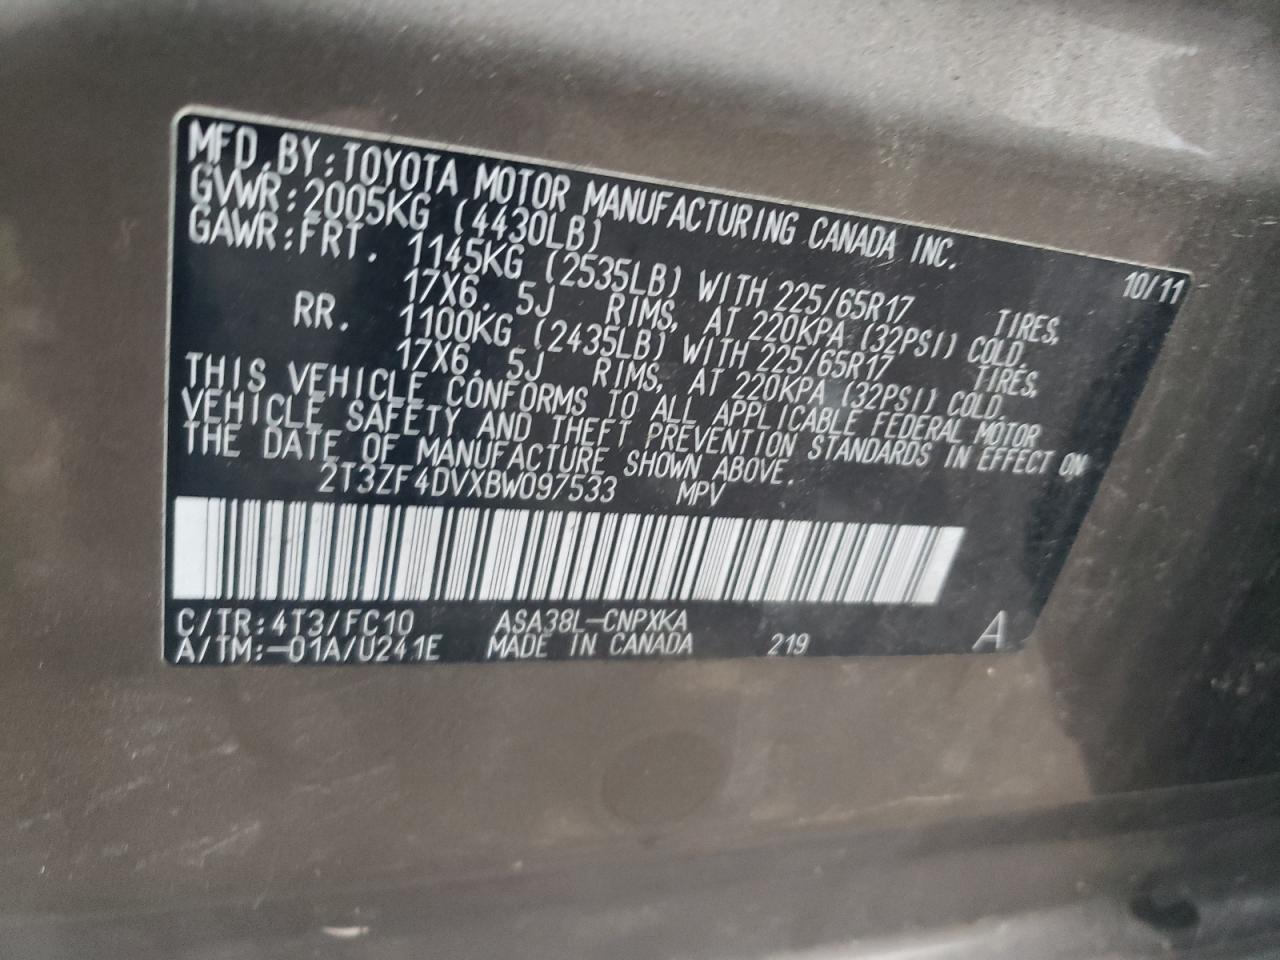 MFD.BY:TOYOTA MOTOR MANUFACTURING CANADA INC. 10/11
GVWR:2005KG (4430LB)
GAWR:FRT. 1145KG (2535LB) WITH 225/65R17 TIRES,
17X6.5J RIMS, AT 220KPA (32PSI) COLD.
RR. 1100KG (2435LB) WITH 225/65R17 TIRES,
17X6.5J RIMS, AT 220KPA (32PSI) COLD.
THIS VEHICLE CONFORMS TO ALL APPLICABLE FEDERAL MOTOR
VEHICLE SAFETY AND THEFT PREVENTION STANDARDS IN EFFECT ON
THE DATE OF MANUFACTURE SHOWN ABOVE.
2T3ZF4DVXBW097533 MPV
C/TR:4T3/FC10 ASA38L-CNPXKA
A/TM:-01A/U241E MADE IN CANADA 219 A